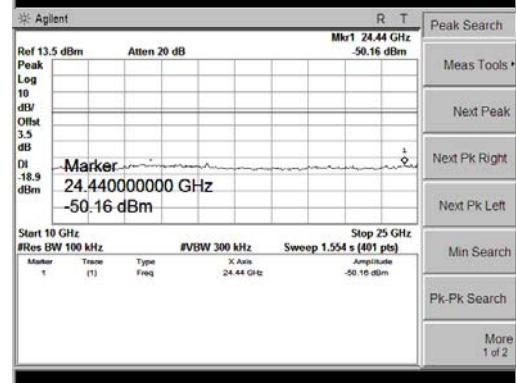 Agilent R T
Mkr1 24.44 GHz
Ref 13.5 dBm Atten 20 dB -50.16 dBm
Peak
Log
10
dB/
Offst
3.5
dB
DI
-18.9
dBm
1
Marker
24.440000000 GHz
-50.16 dBm
Start 10 GHz Stop 25 GHz
#Res BW 100 kHz #VBW 300 kHz Sweep 1.554 s (401 pts)
Marker Trace Type X Axis Amplitude
1 (1) Freq 24.44 GHz -50.16 dBm
Peak Search
Meas Tools
Next Peak
Next Pk Right
Next Pk Left
Min Search
Pk-Pk Search
More
1 of 2